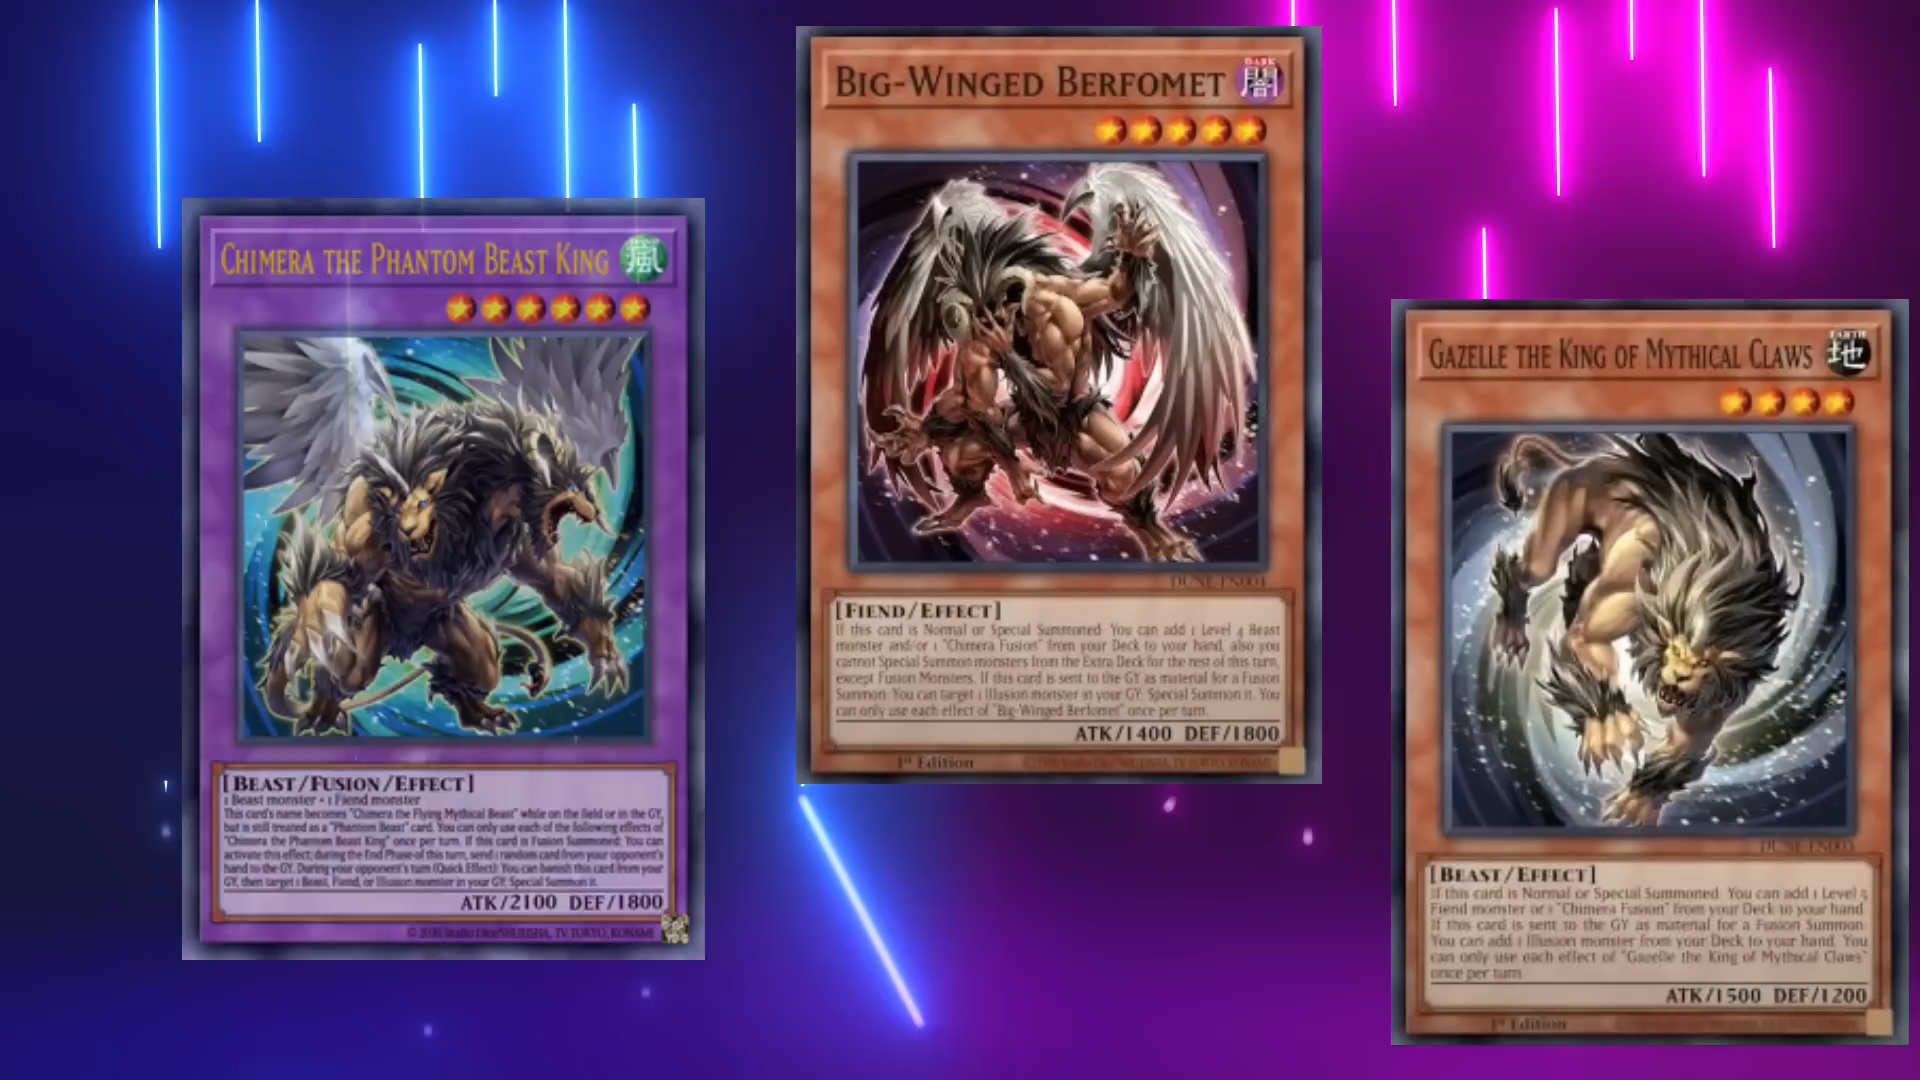 CHIMERA THE PHANTOM BEAST KING
[BEAST/FUSION/EFFECT]
1 Beast monster + 1 Fiend monster
This card's name becomes "Chimera the Flying Mythical Beast" while on the field or in the GY,
but is still treated as a "Phantom Beast" card. You can only use each of the following effects of
"Chimera the Phantom Beast King" once per turn. If this card is Fusion Summoned: You can
activate this effect; during the End Phase of this turn, send 1 random card from your opponent's
hand to the GY. During your opponent's turn (Quick Effect): You can banish this card from your
GY, then target 1 Beast, Fiend, or Illusion monster in your GY; Special Summon it.
ATK/2100 DEF/1800
BIG-WINGED BERFOMET
DARK
闇
DUNE-EN004
[FIEND/EFFECT]
If this card is Normal or Special Summoned: You can add 1 Level 4 Beast
monster and/or 1 "Chimera Fusion" from your Deck to your hand, also you
cannot Special Summon monsters from the Extra Deck for the rest of this turn,
except Fusion Monsters. If this card is sent to the GY as material for a Fusion
Summon: You can target 1 Illusion monster in your GY; Special Summon it. You
can only use each effect of "Big-Winged Berfomet" once per turn.
ATK/1400 DEF/1800
1st Edition
GAZELLE THE KING OF MYTHICAL CLAWS
EARTH
地
[BEAST/EFFECT]
If this card is Normal or Special Summoned: You can add 1 Level 5
Fiend monster or 1 "Chimera Fusion" from your Deck to your hand.
If this card is sent to the GY as material for a Fusion Summon:
You can add 1 Illusion monster from your Deck to your hand. You
can only use each effect of "Gazelle the King of Mythical Claws"
once per turn.
ATK/1500 DEF/1200
1st Edition